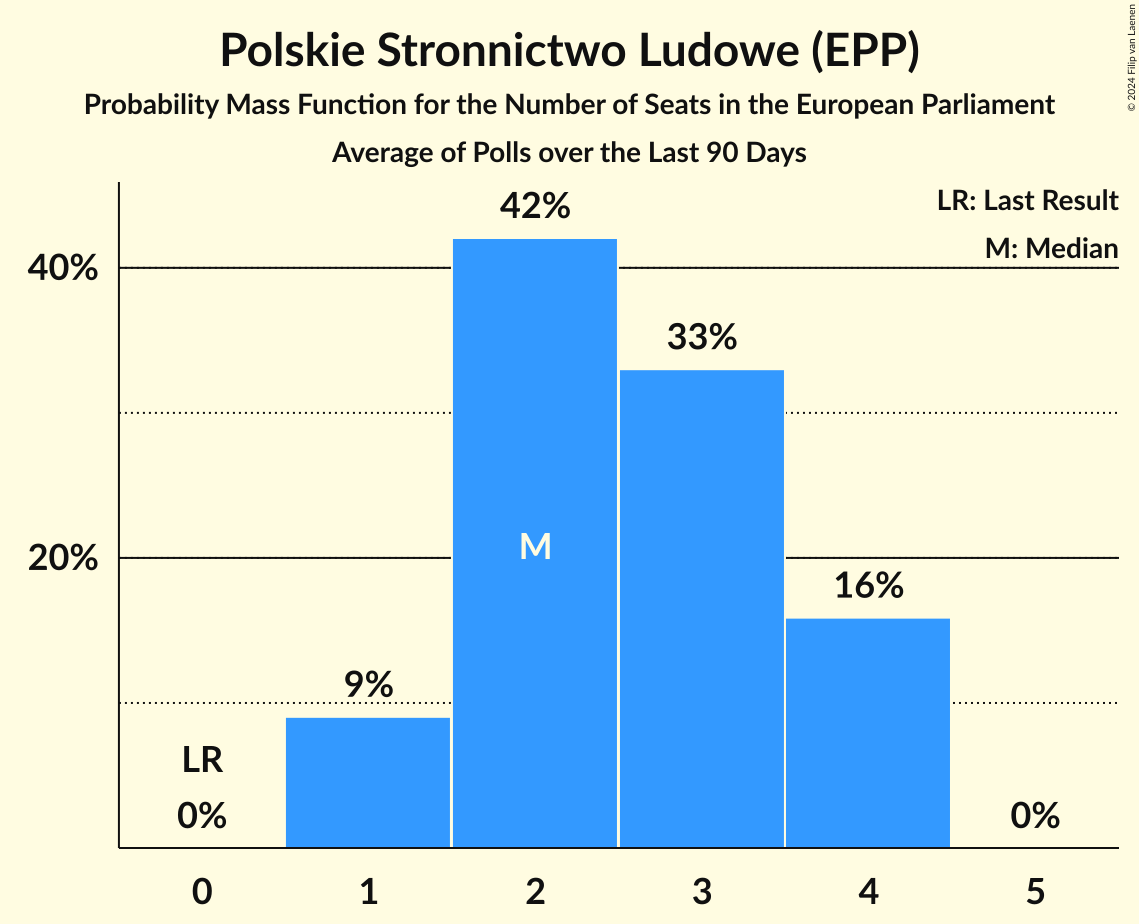 Polskie Stronnictwo Ludowe (EPP)
Probability Mass Function for the Number of Seats in the European Parliament
Average of Polls over the Last 90 Days
© 2024 Filip van Laenen
LR: Last Result
M: Median
42%
40%
33%
M
20%
16%
9%
LR
0%
0%
0 1 2 3 4 5